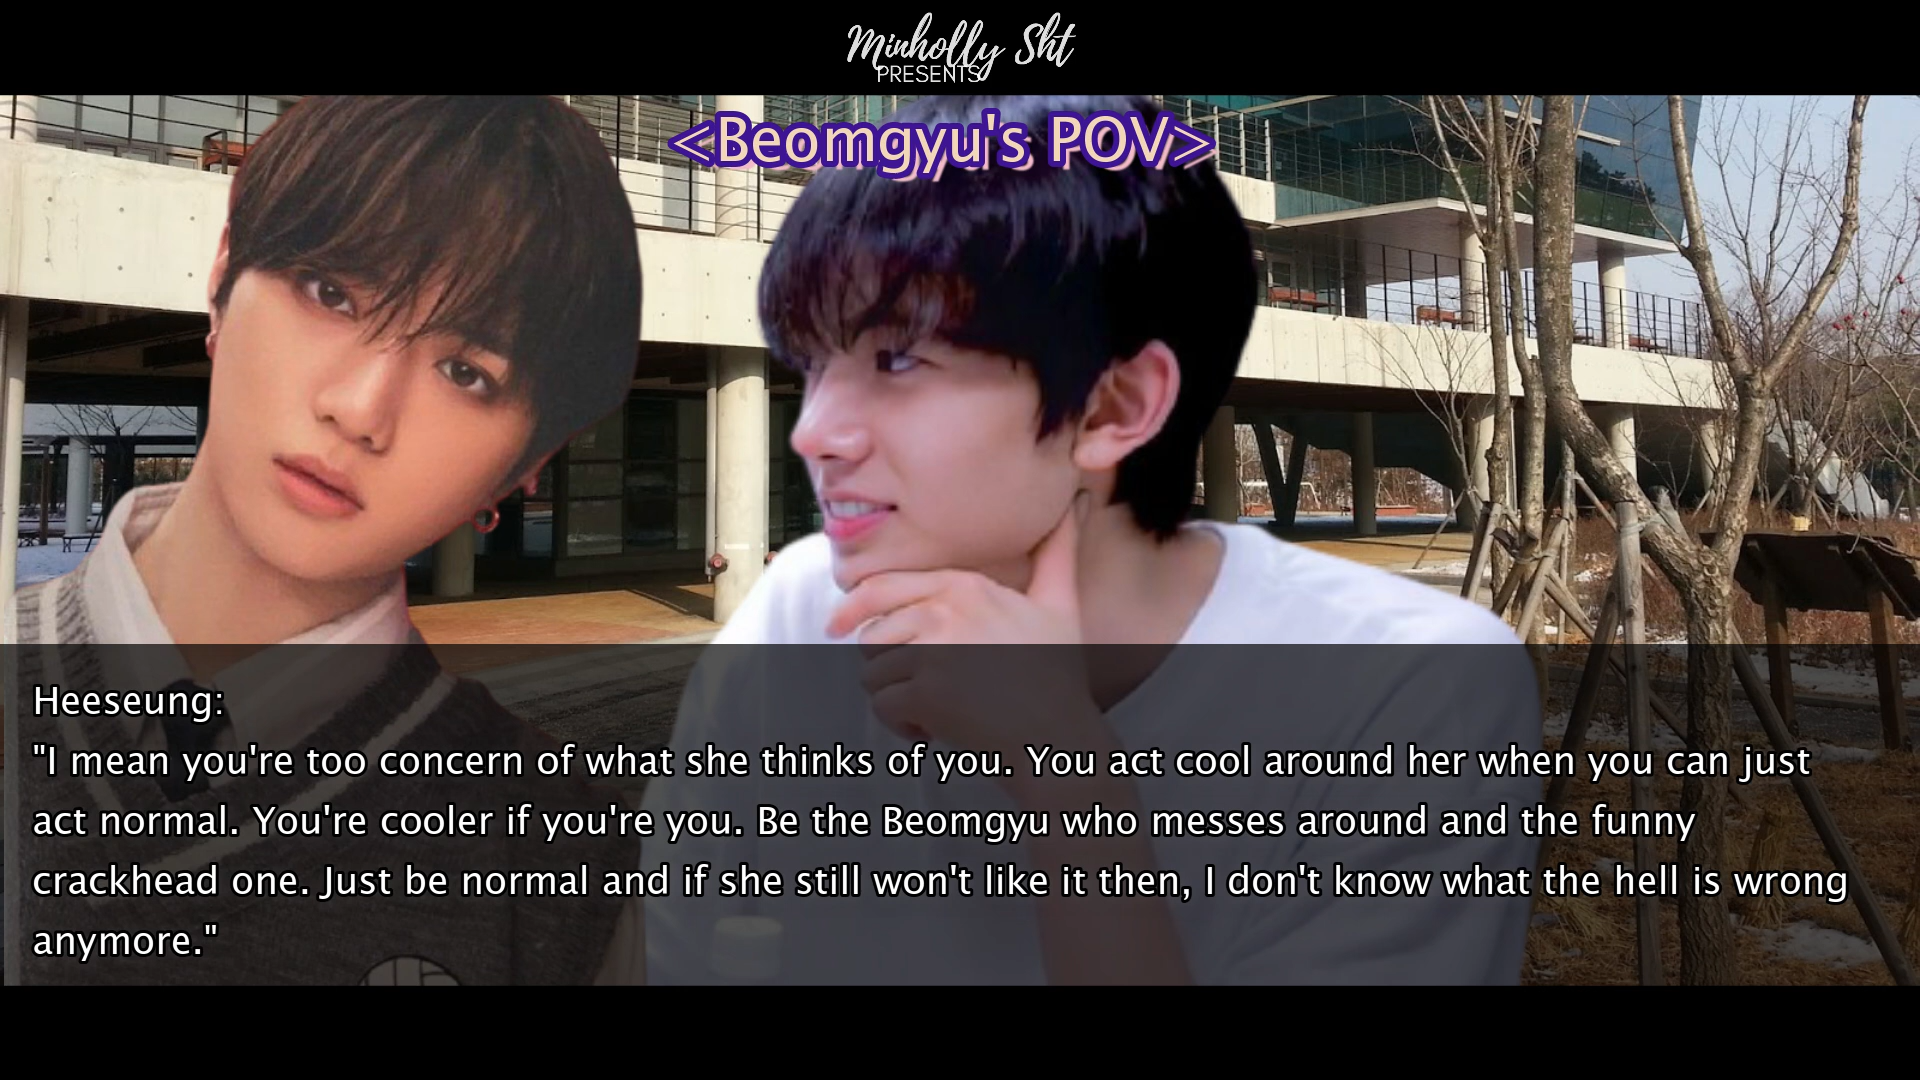 Minholly Sht
PRESENTS
<Beomgyu's POV>
Heeseung:
"I mean you're too concern of what she thinks of you. You act cool around her when you can just
act normal. You're cooler if you're you. Be the Beomgyu who messes around and the funny
crackhead one. Just be normal and if she still won't like it then, I don't know what the hell is wrong
anymore."